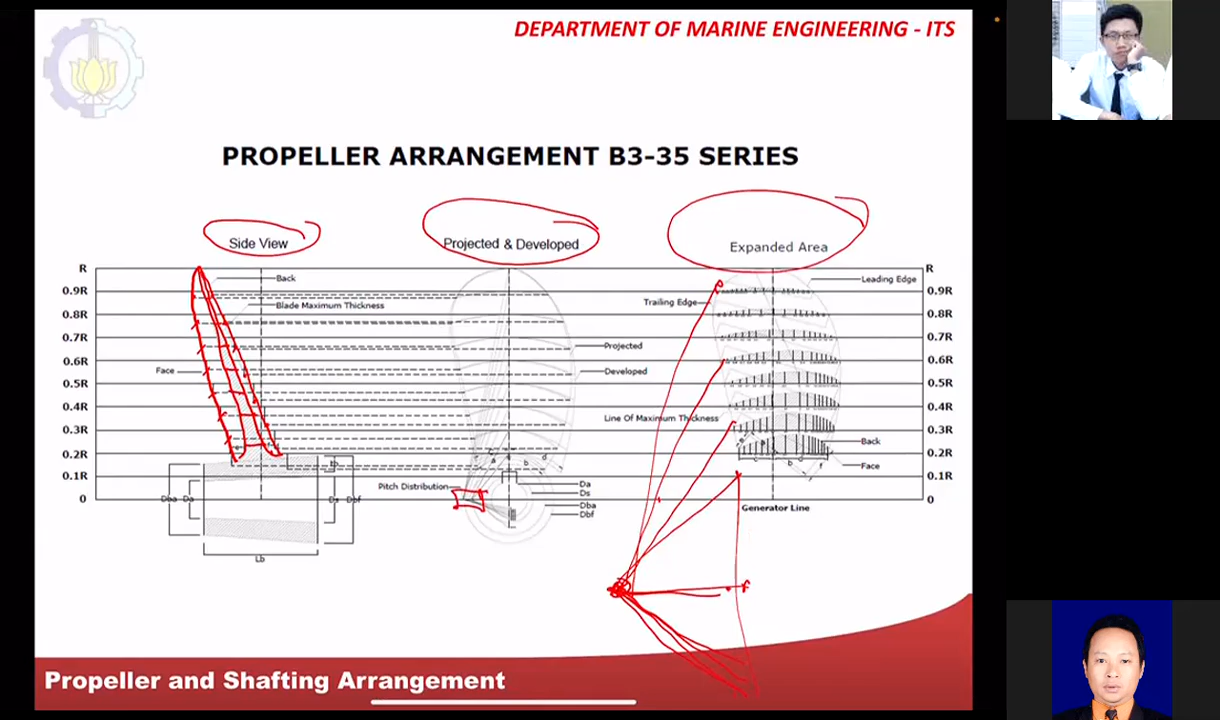 DEPARTMENT OF MARINE ENGINEERING - ITS
PROPELLER ARRANGEMENT B3-35 SERIES
Side View
Projected & Developed
Expanded Area
R
R
Back
Leading Edge
0.9R
0.9R
Blade Maximum Thickness
Trailing Edge
0.8R
0.8R
0.7R
0.7R
Projected
0.6R
0.6R
Face
Developed
0.5R
0.5R
0.4R
0.4R
Line Of Maximum Thickness
0.3R
0.3R
Back
0.2R
0.2R
Face
0.1R
0.1R
Pitch Distribution
Da
Ds
0
0
Dba
Da
Ds
Dbf
Dba
Dbf
Generator Line
Lb
Propeller and Shafting Arrangement